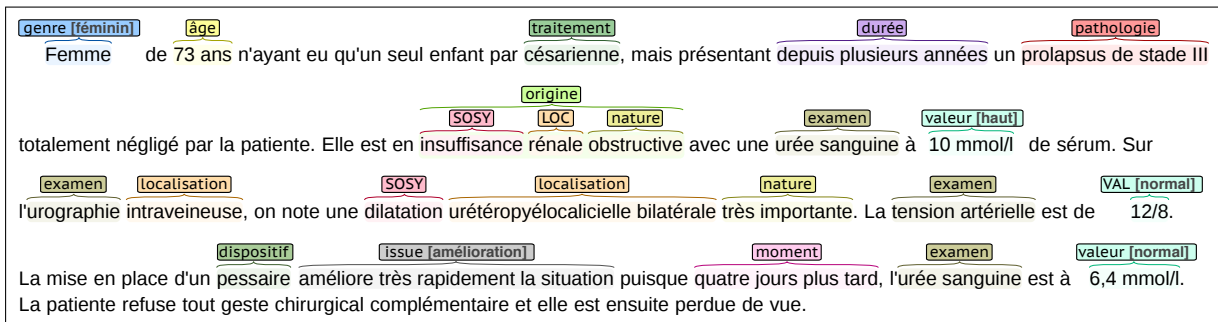 genre [féminin] âge traitement durée pathologie
Femme de 73 ans n'ayant eu qu'un seul enfant par césarienne, mais présentant depuis plusieurs années un prolapsus de stade III
origine
SOSY LOC nature examen valeur [haut]
totalement négligé par la patiente. Elle est en insuffisance rénale obstructive avec une urée sanguine à 10 mmol/l de sérum. Sur
examen localisation SOSY localisation nature examen VAL [normal]
l'urographie intraveineuse, on note une dilatation urétéropyélocalicielle bilatérale très importante. La tension artérielle est de 12/8.
dispositif issue [amélioration] moment examen valeur [normal]
La mise en place d'un pessaire améliore très rapidement la situation puisque quatre jours plus tard, l'urée sanguine est à 6,4 mmol/l.
La patiente refuse tout geste chirurgical complémentaire et elle est ensuite perdue de vue.